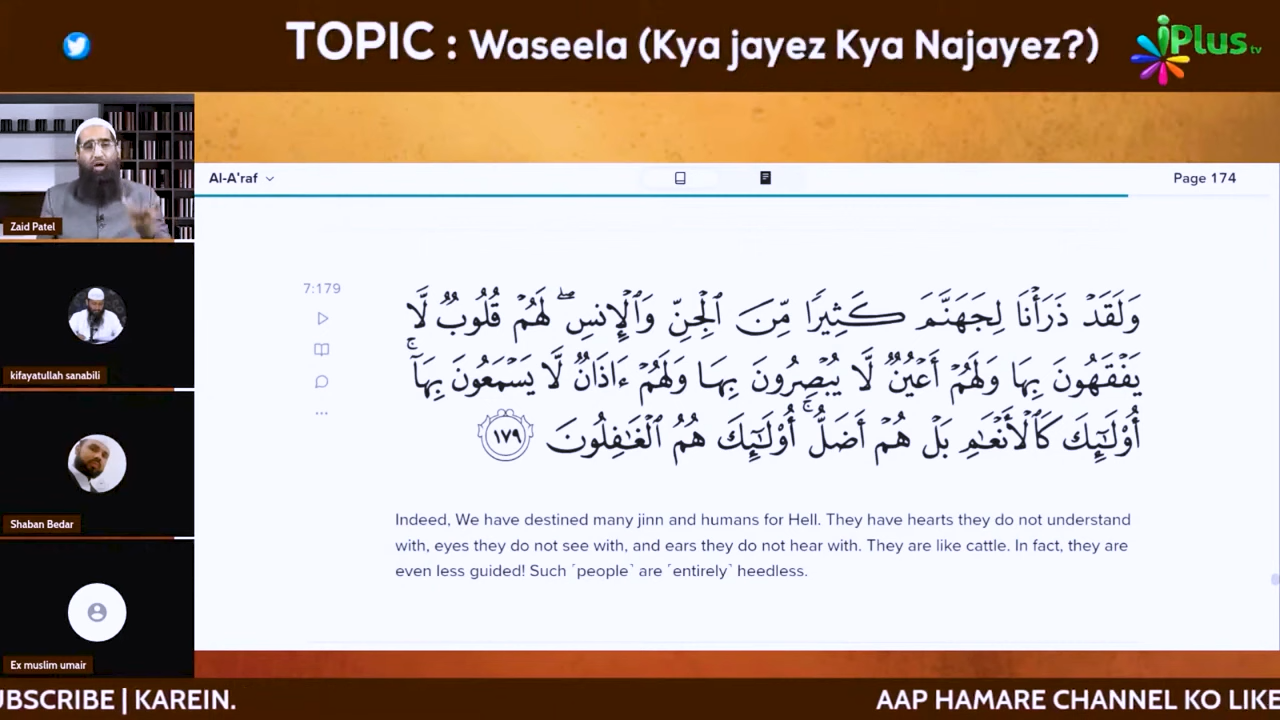 TOPIC : Waseela (Kya jayez Kya Najayez?)
iPlus tv
Zaid Patel
kifayatullah sanabili
Shaban Bedar
Ex muslim umair
Al-A'raf
Page 174
7:179
وَلَقَدْ ذَرَأْنَا لِجَهَنَّمَ كَثِيرًا مِّنَ ٱلْجِنِّ وَٱلْإِنسِ ۖ لَهُمْ قُلُوبٌ لَّا
يَفْقَهُونَ بِهَا وَلَهُمْ أَعْيُنٌ لَّا يُبْصِرُونَ بِهَا وَلَهُمْ ءَاذَانٌ لَّا يَسْمَعُونَ بِهَآ ۚ
أُو۟لَـٰٓئِكَ كَٱلْأَنْعَـٰمِ بَلْ هُمْ أَضَلُّ ۚ أُو۟لَـٰٓئِكَ هُمُ ٱلْغَـٰفِلُونَ ١٧٩
Indeed, We have destined many jinn and humans for Hell. They have hearts they do not understand
with, eyes they do not see with, and ears they do not hear with. They are like cattle. In fact, they are
even less guided! Such ˹people˺ are ˹entirely˺ heedless.
UBSCRIBE | KAREIN.
AAP HAMARE CHANNEL KO LIKE